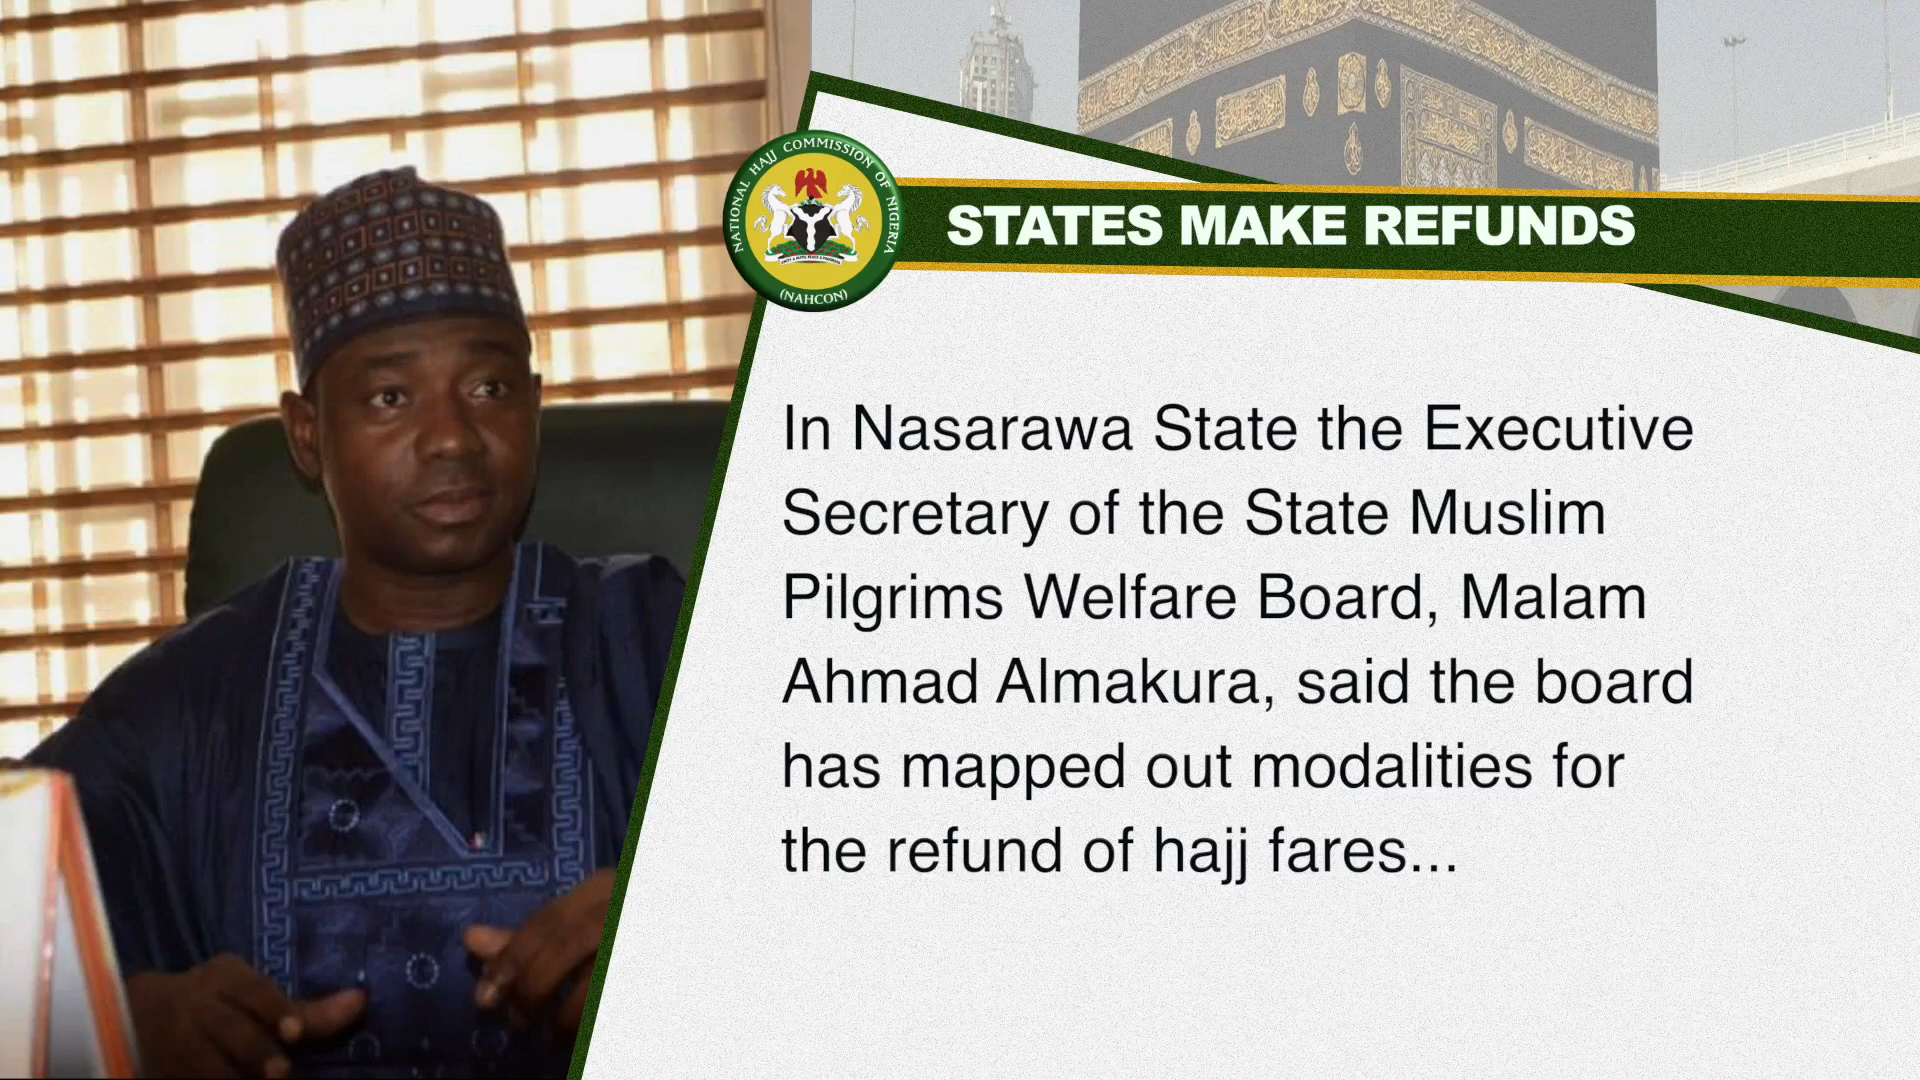 NATIONAL HAJJ COMMISSION OF NIGERIA
(NAHCON)
STATES MAKE REFUNDS
In Nasarawa State the Executive
Secretary of the State Muslim
Pilgrims Welfare Board, Malam
Ahmad Almakura, said the board
has mapped out modalities for
the refund of hajj fares...